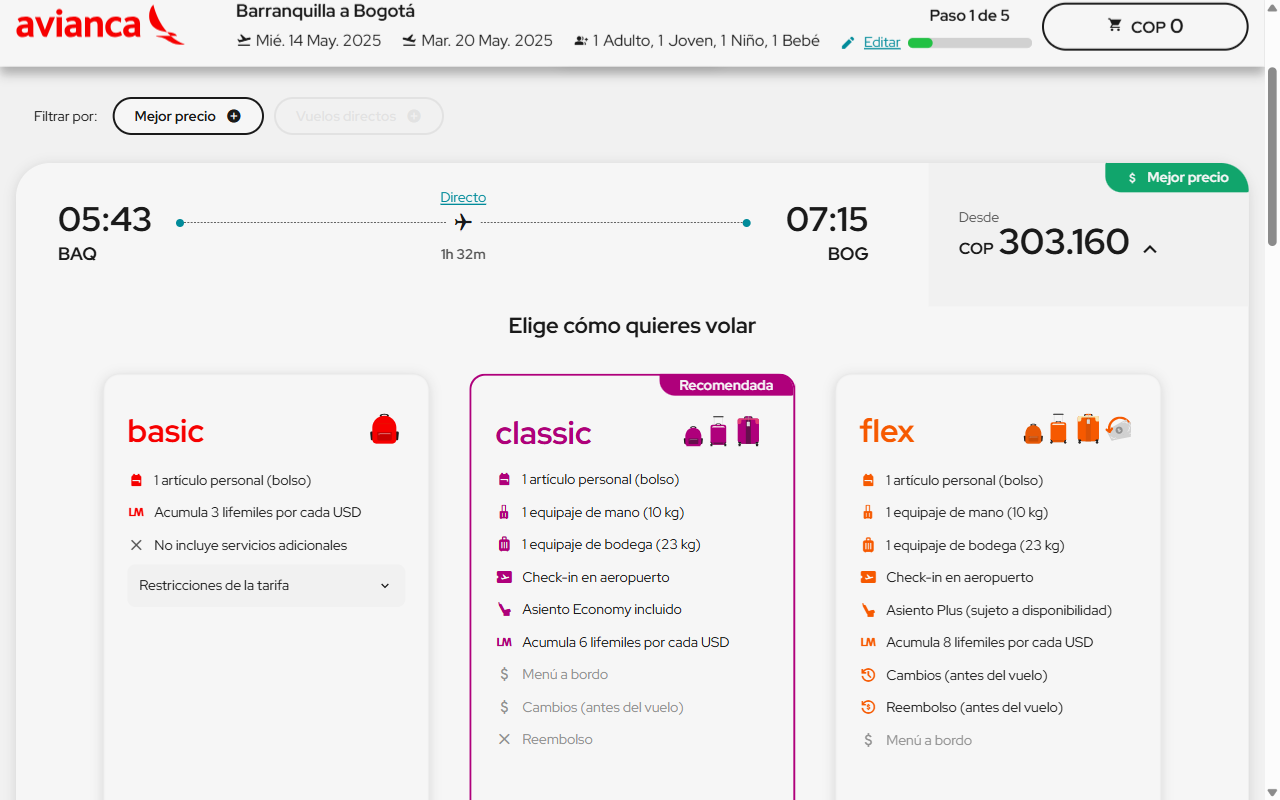 avianca
Barranquilla a Bogotá
Mié. 14 May. 2025
Mar. 20 May. 2025
1 Adulto, 1 Joven, 1 Niño, 1 Bebé
Editar
Paso 1 de 5
COP 0
Filtrar por:
Mejor precio
Vuelos directos
$ Mejor precio
05:43
BAQ
Directo
1h 32m
07:15
BOG
Desde
COP 303.160
Elige cómo quieres volar
basic
1 artículo personal (bolso)
LM Acumula 3 lifemiles por cada USD
No incluye servicios adicionales
Restricciones de la tarifa
Recomendada
classic
1 artículo personal (bolso)
1 equipaje de mano (10 kg)
1 equipaje de bodega (23 kg)
Check-in en aeropuerto
Asiento Economy incluido
LM Acumula 6 lifemiles por cada USD
$ Menú a bordo
$ Cambios (antes del vuelo)
Reembolso
flex
1 artículo personal (bolso)
1 equipaje de mano (10 kg)
1 equipaje de bodega (23 kg)
Check-in en aeropuerto
Asiento Plus (sujeto a disponibilidad)
LM Acumula 8 lifemiles por cada USD
Cambios (antes del vuelo)
Reembolso (antes del vuelo)
$ Menú a bordo